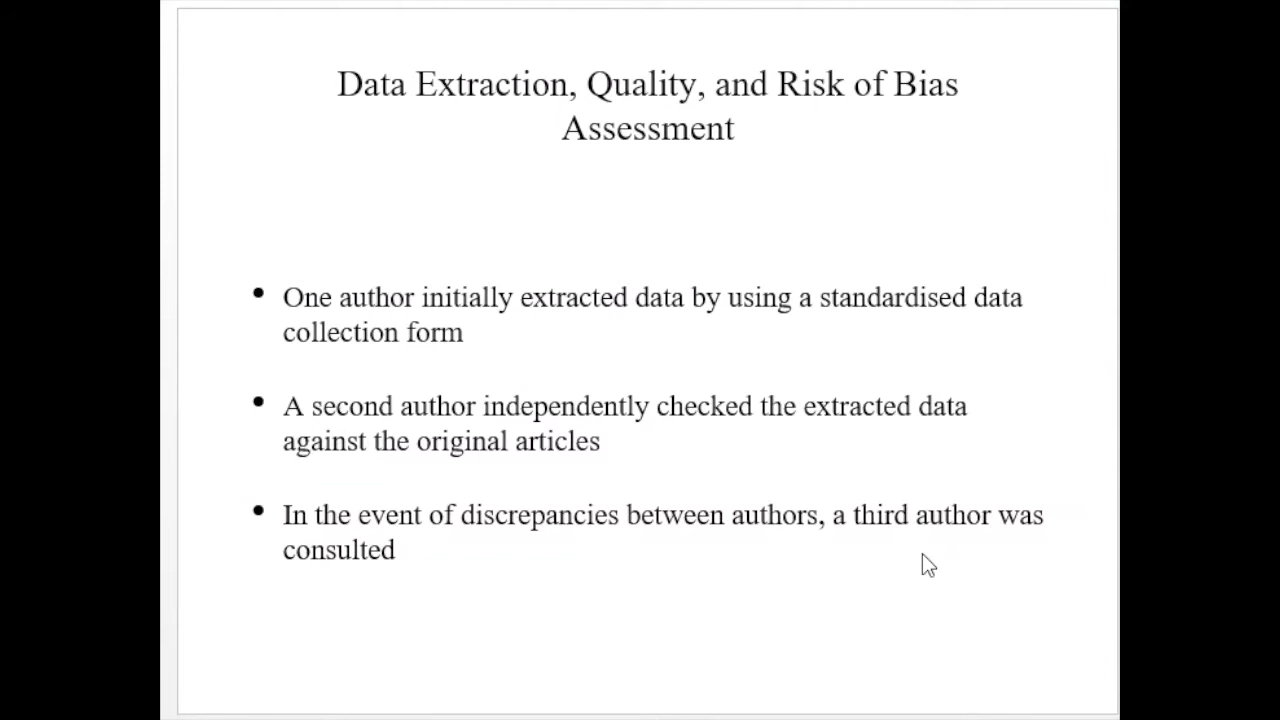 Data Extraction, Quality, and Risk of Bias
Assessment
• One author initially extracted data by using a standardised data
collection form
• A second author independently checked the extracted data
against the original articles
• In the event of discrepancies between authors, a third author was
consulted